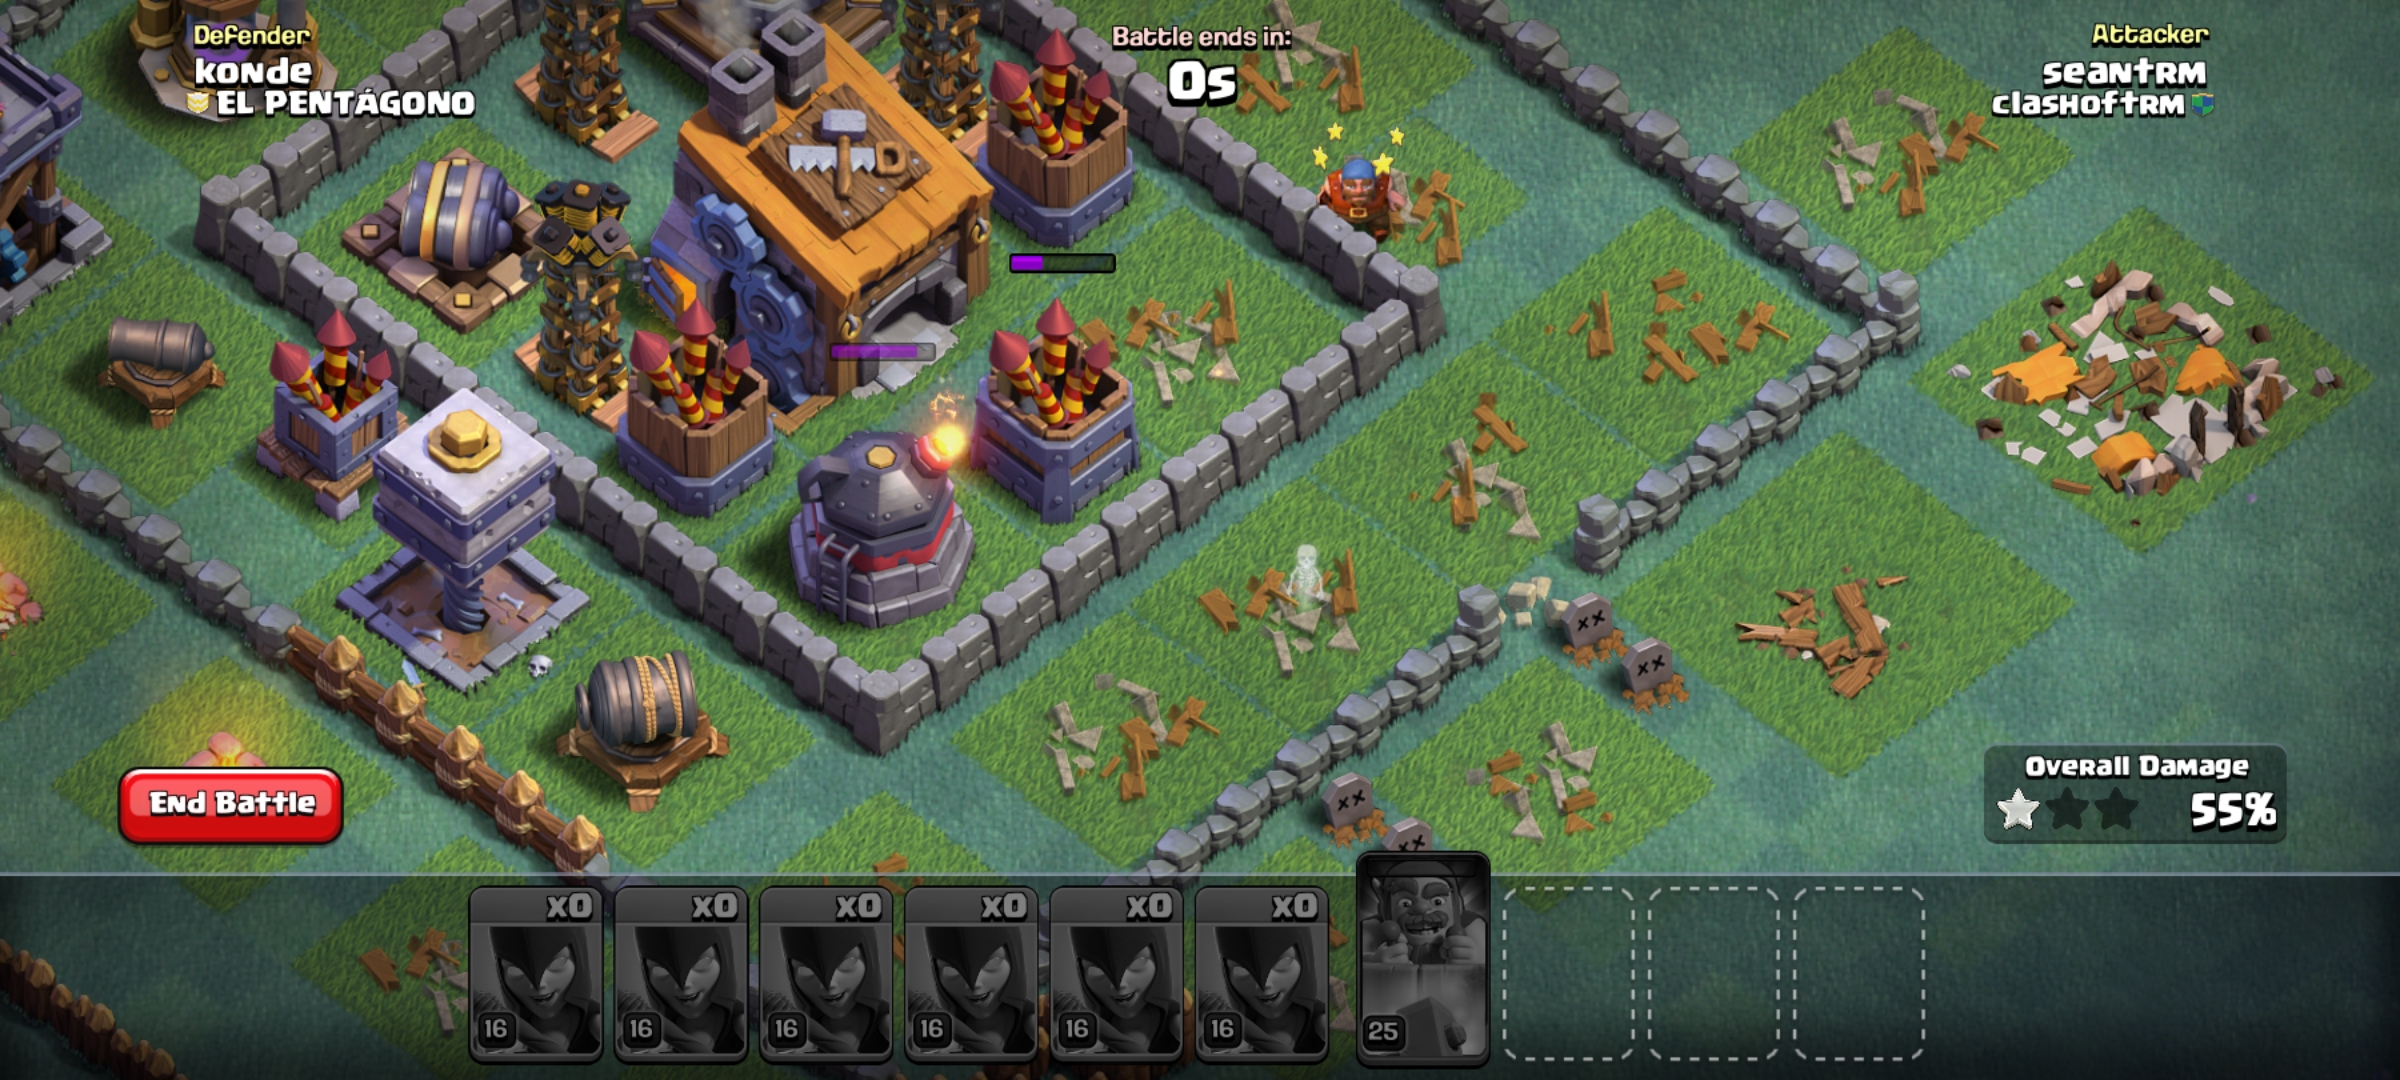 Defender
konde
EL PENTÁGONO
Battle ends in:
0s
Attacker
seantRM
clashoftRM
End Battle
Overall Damage
55%
x0
x0
x0
x0
x0
x0
16
16
16
16
16
16
25